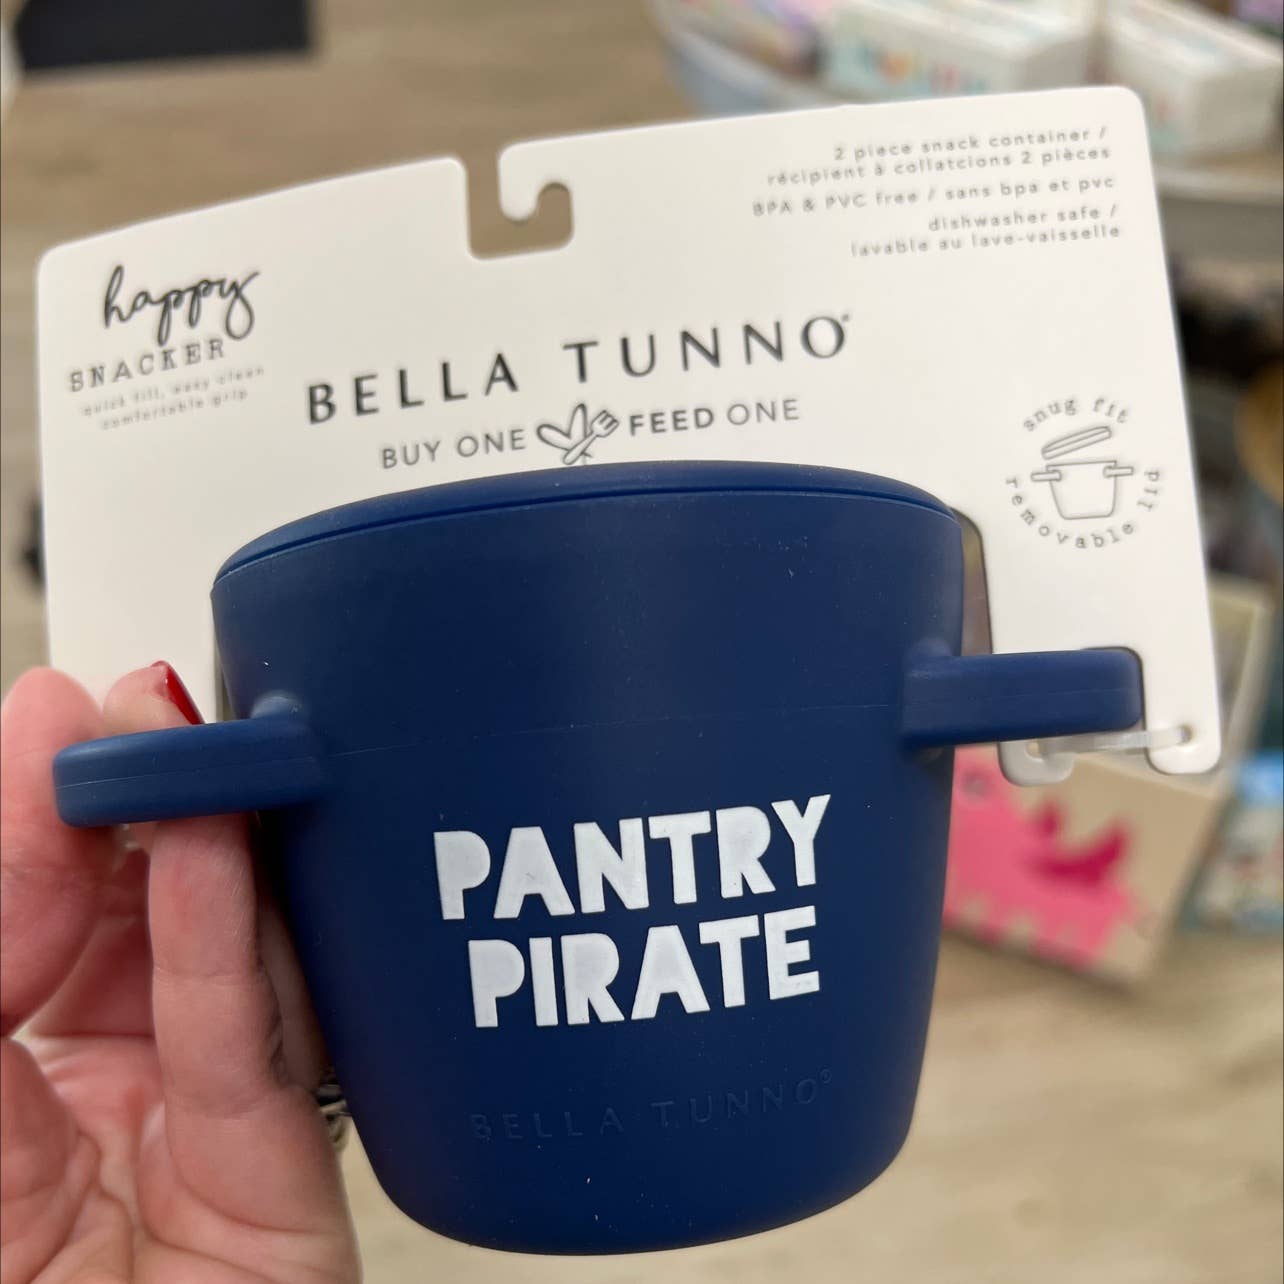 2 piece snack container /
récipient à collatcions 2 pièces
BPA & PVC free / sans bpa et pvc
dishwasher safe /
lavable au lave-vaisselle
happy
SNACKER
quick fill, easy clean
comfortable grip
BELLA TUNNO®
BUY ONE FEED ONE
snug fit
removable lid
PANTRY
PIRATE
BELLA TUNNO®